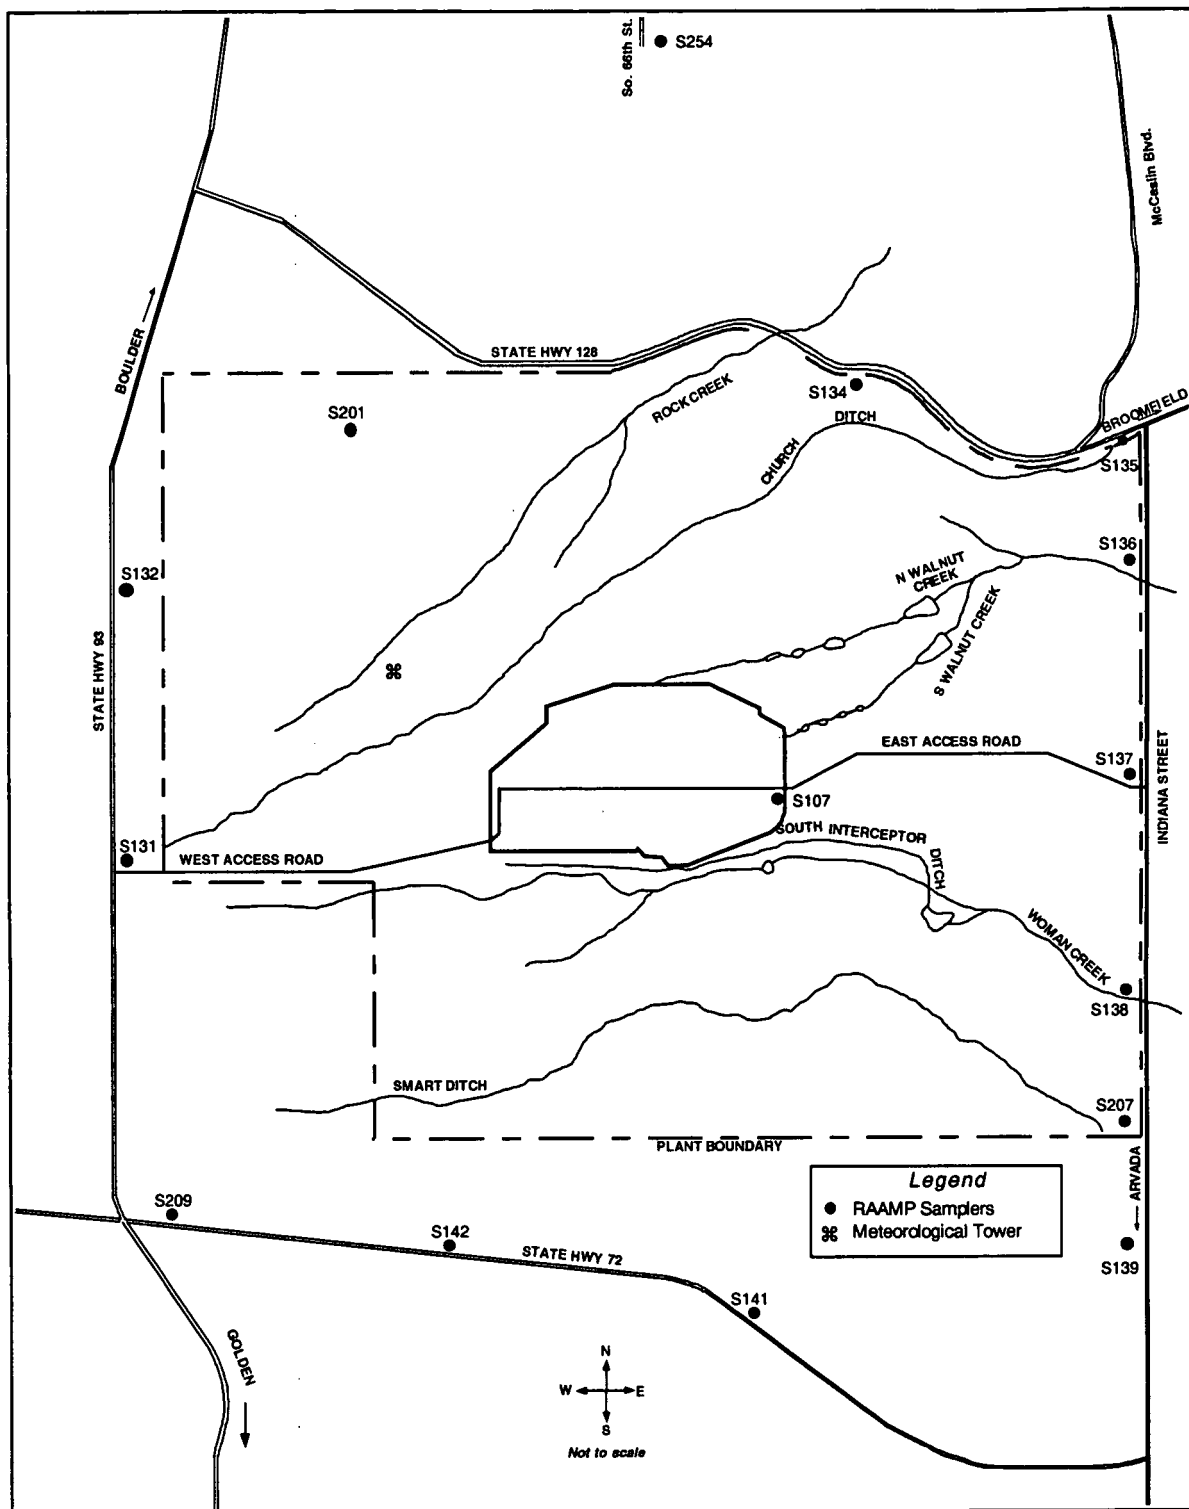 So. 66th St.
S254
McCaslin Blvd.
BOULDER
STATE HWY 128
ROCK CREEK
S134
BROOMFIELD
S201
DITCH
CHURCH
S135
S136
S132
N WALNUT
CREEK
S WALNUT CREEK
STATE HWY 93
EAST ACCESS ROAD
S137
INDIANA STREET
S107
SOUTH INTERCEPTOR
DITCH
S131
WEST ACCESS ROAD
WOMAN CREEK
S138
SMART DITCH
S207
PLANT BOUNDARY
ARVADA
Legend
RAAMP Samplers
⌘ Meteorological Tower
S209
S142
STATE HWY 72
S139
S141
GOLDEN
N
W E
S
Not to scale